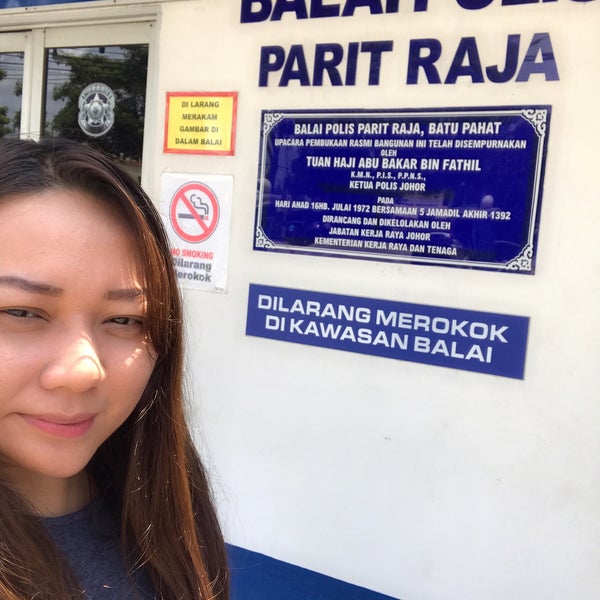 BALAI POLIS
PARIT RAJA
DI LARANG
MERAKAM
GAMBAR DI
DALAM BALAI
BALAI POLIS PARIT RAJA, BATU PAHAT
UPACARA PEMBUKAAN RASMI BANGUNAN INI TELAH DISEMPURNAKAN
OLEH
TUAN HAJI ABU BAKAR BIN FATHIL
K.M.N., P.I.S., P.P.N.S.,
KETUA POLIS JOHOR
PADA
HARI AHAD 16HB. JULAI 1972 BERSAMAAN 5 JAMADIL AKHIR 1392
DIRANCANG DAN DIKELOLAKAN OLEH
JABATAN KERJA RAYA JOHOR
KEMENTERIAN KERJA RAYA DAN TENAGA
NO SMOKING
Dilarang
Merokok
DILARANG MEROKOK
DI KAWASAN BALAI